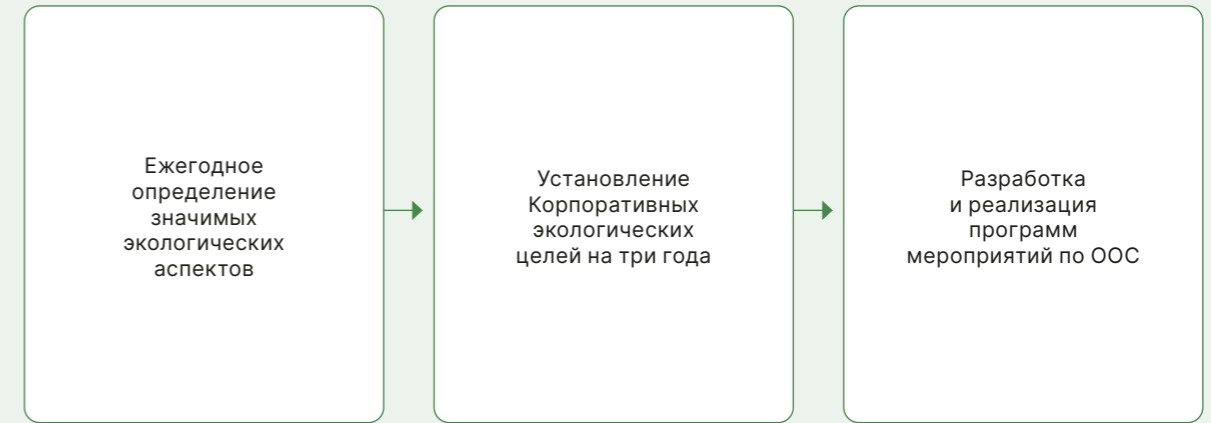 Ежегодное
определение
значимых
экологических
аспектов
Установление
Корпоративных
экологических
целей на три года
Разработка
и реализация
программ
мероприятий по ООС